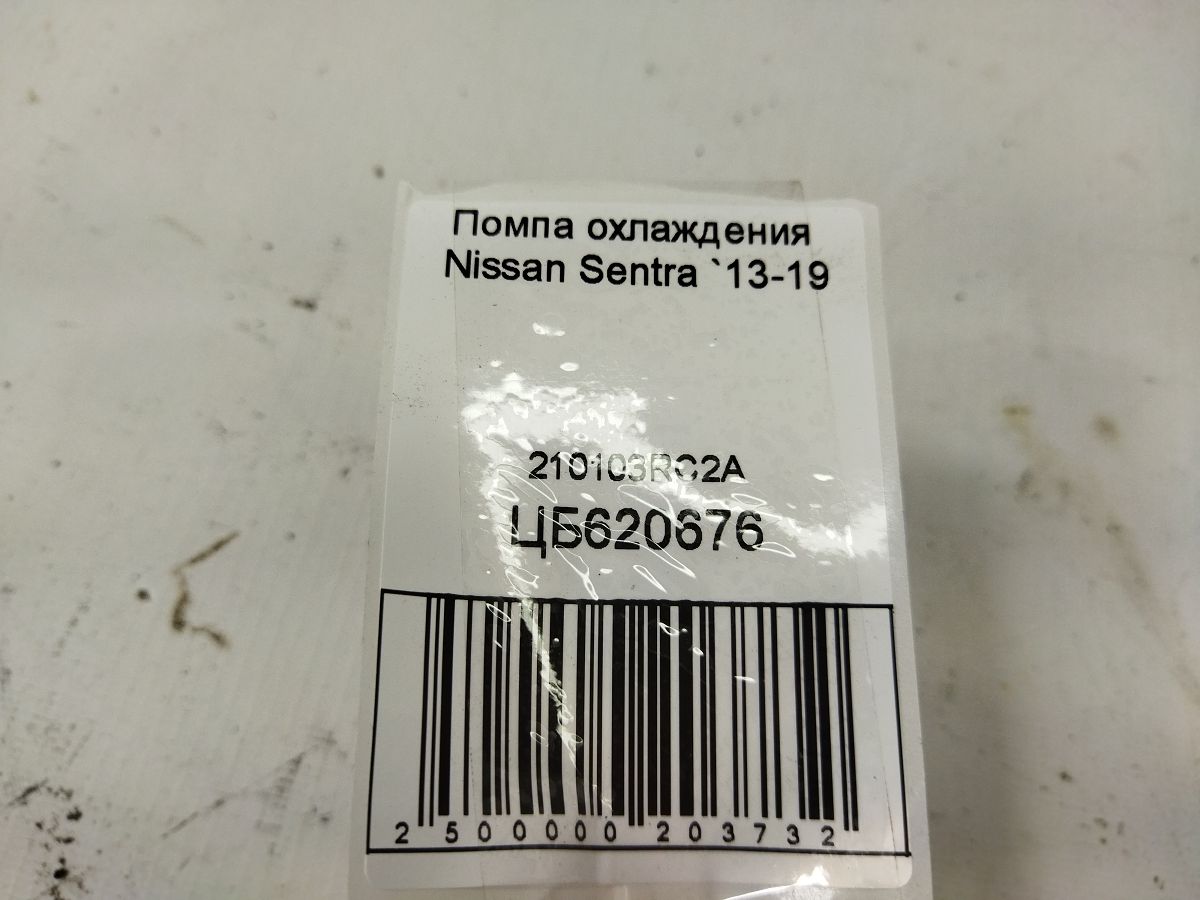 Помпа охлаждения
Nissan Sentra `13-19
210103RC2A
ЦБ620676
2 500000 203732